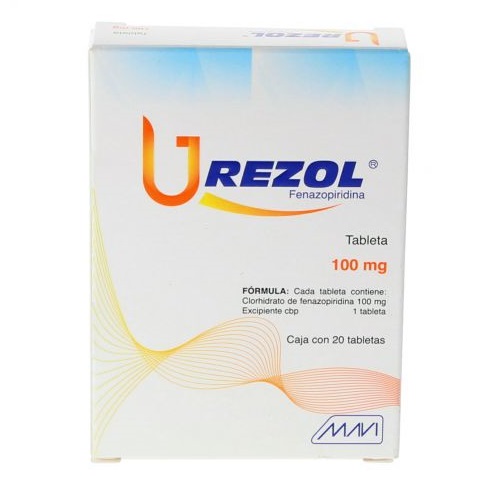 UREZOL®
Fenazopiridina
Tableta
100 mg
FÓRMULA: Cada tableta contiene:
Clorhidrato de fenazopiridina 100 mg
Excipiente cbp 1 tableta
Caja con 20 tabletas
MAVI